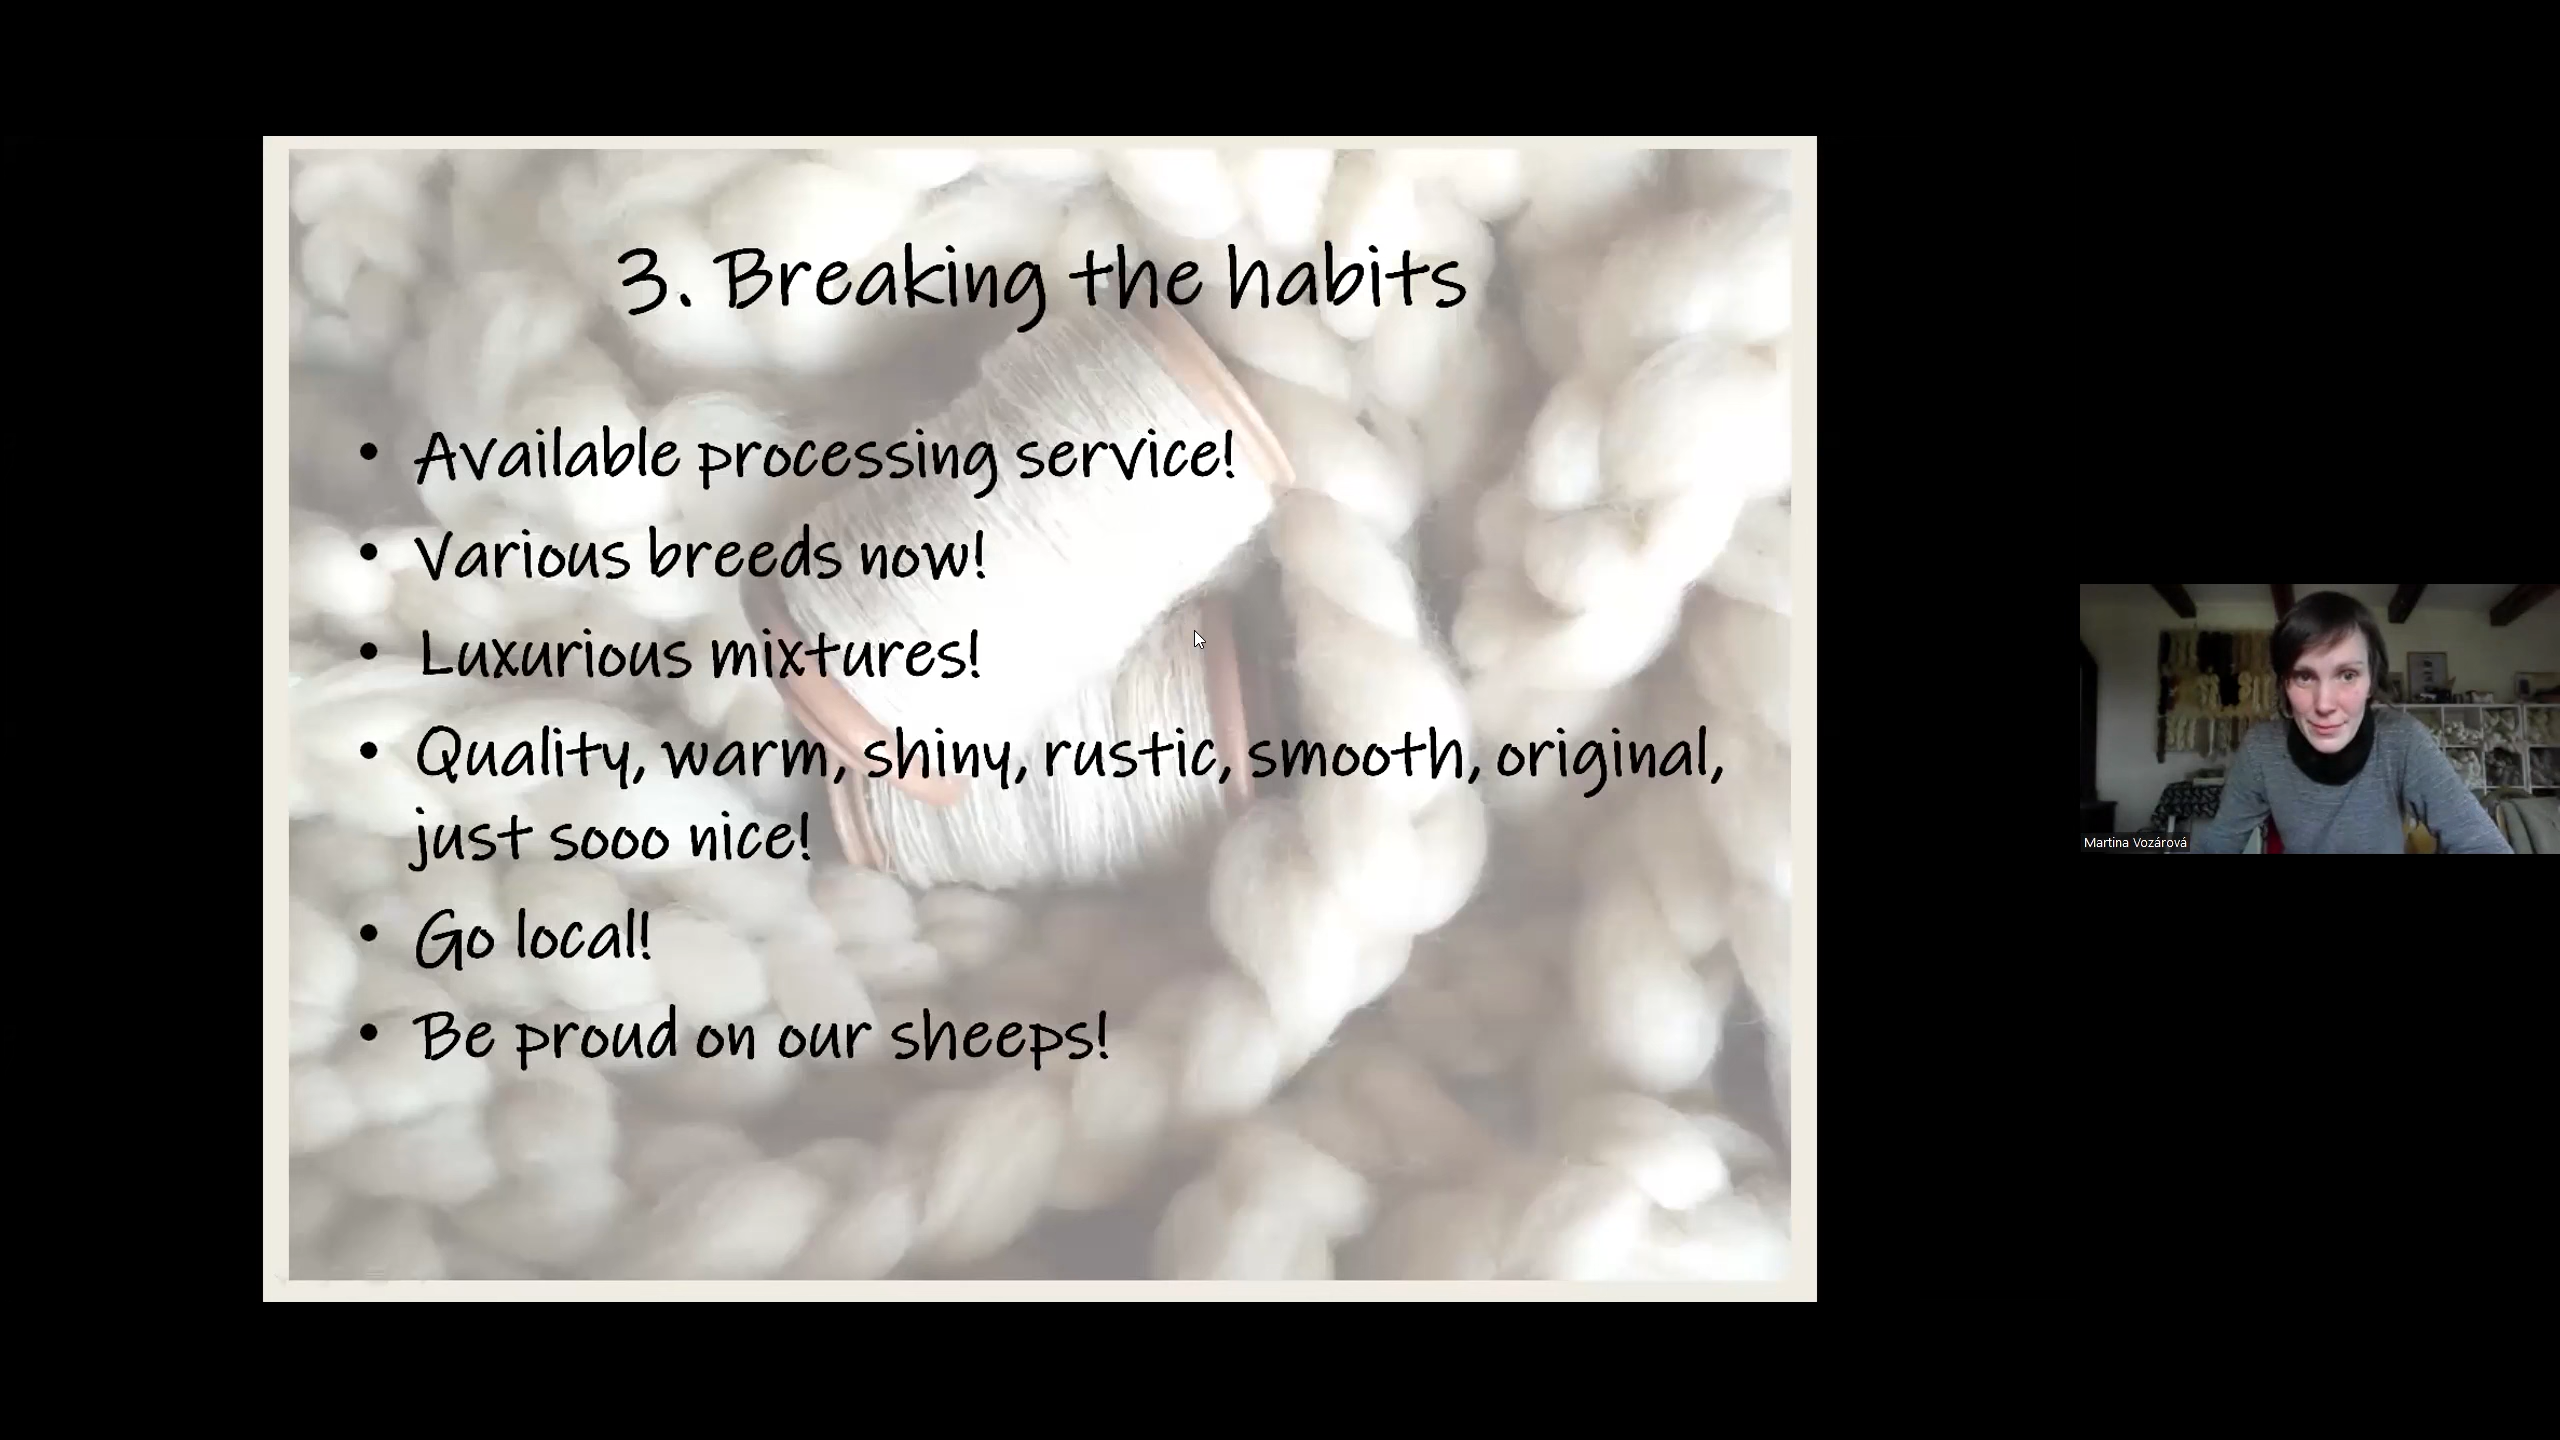 3. Breaking the habits
• Available processing service!
• Various breeds now!
• Luxurious mixtures!
• Quality, warm, shiny, rustic, smooth, original,
just sooo nice!
• Go local!
• Be proud on our sheeps!
Martina Vozárová